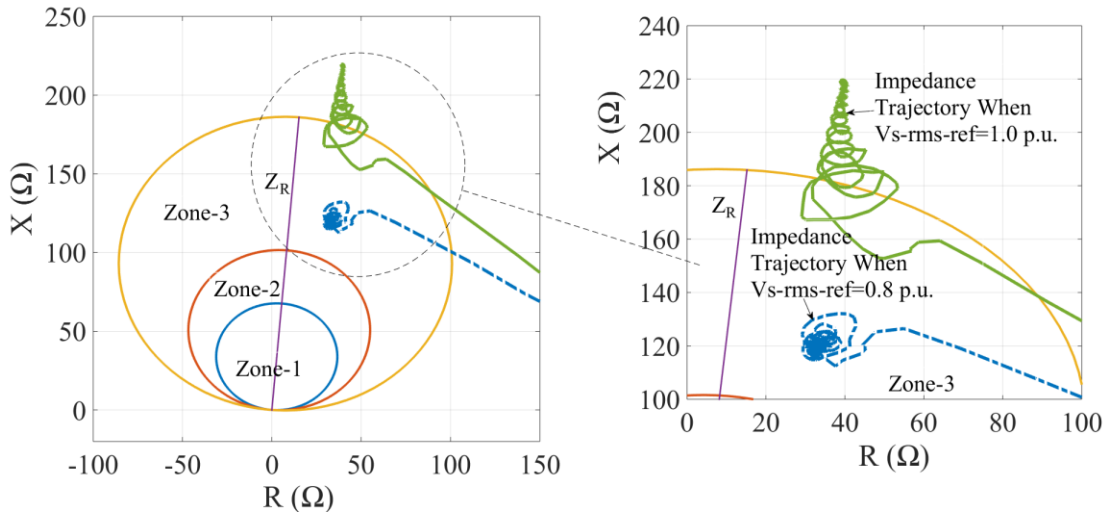 250
200
150
100
50
0
X (Ω)
-100
-50
0
50
100
150
R (Ω)
Z_R
Zone-3
Zone-2
Zone-1
240
220
200
180
160
140
120
100
X (Ω)
0
20
40
60
80
100
R (Ω)
Impedance
Trajectory When
Vs-rms-ref=1.0 p.u.
Z_R
Impedance
Trajectory When
Vs-rms-ref=0.8 p.u.
Zone-3